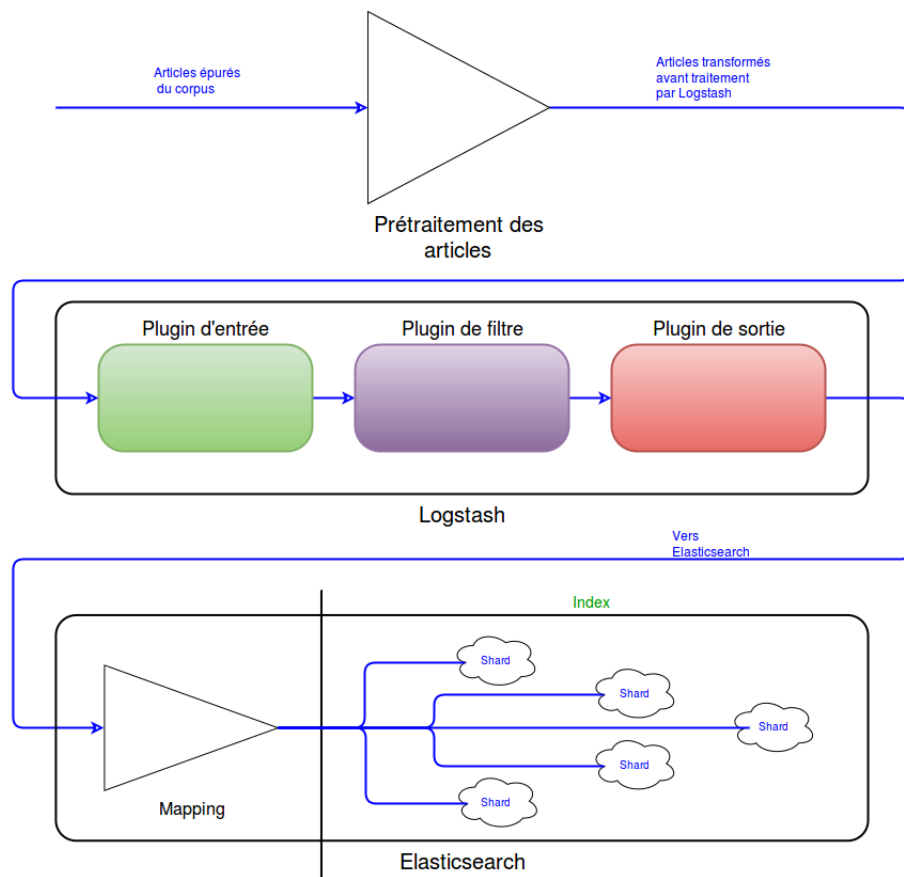 Articles épurés
du corpus
Articles transformés
avant traitement
par Logstash
Prétraitement des
articles
Plugin d'entrée
Plugin de filtre
Plugin de sortie
Logstash
Vers
Elasticsearch
Index
Shard
Shard
Shard
Shard
Shard
Mapping
Elasticsearch